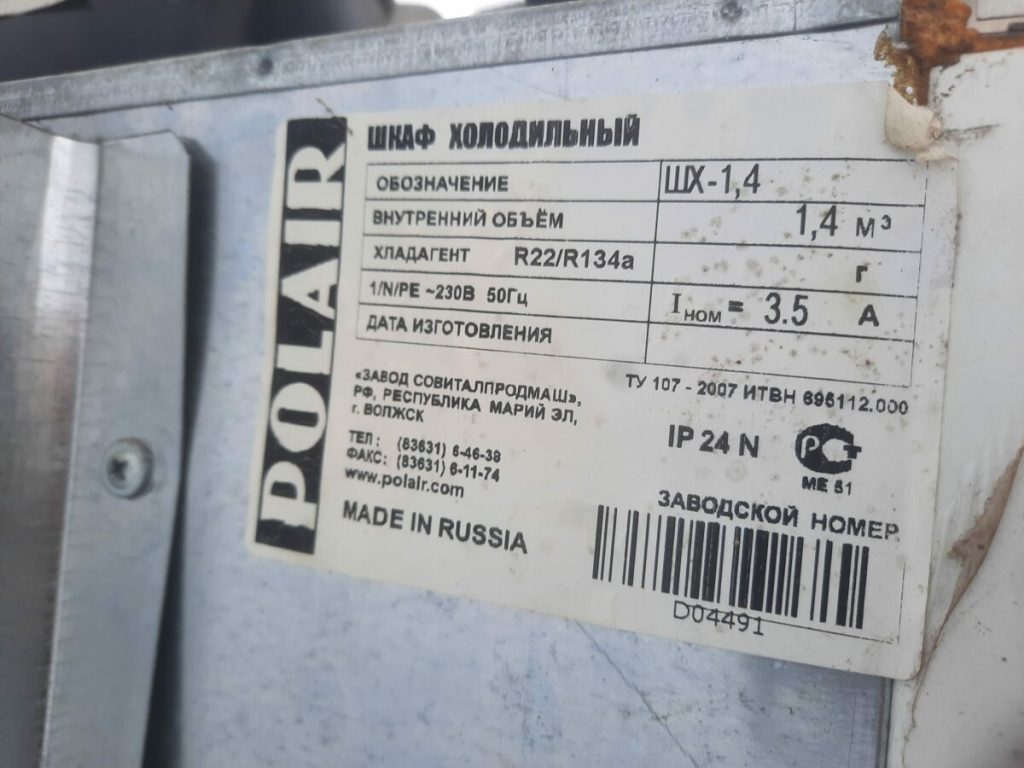 POLAIR
ШКАФ ХОЛОДИЛЬНЫЙ
ОБОЗНАЧЕНИЕ ШХ-1,4
ВНУТРЕННИЙ ОБЪЁМ 1,4 м³
ХЛАДАГЕНТ R22/R134a г
1/N/PE ~230В 50Гц Iном = 3.5 А
ДАТА ИЗГОТОВЛЕНИЯ
ТУ 107 - 2007 ИТВН 695112.000
«ЗАВОД СОВИТАЛПРОДМАШ»,
РФ, РЕСПУБЛИКА МАРИЙ ЭЛ,
г. ВОЛЖСК
ТЕЛ: (83631) 6-46-38
ФАКС: (83631) 6-11-74
www.polair.com
MADE IN RUSSIA
IP 24 N
РСТ
МЕ 61
ЗАВОДСКОЙ НОМЕР
D04491